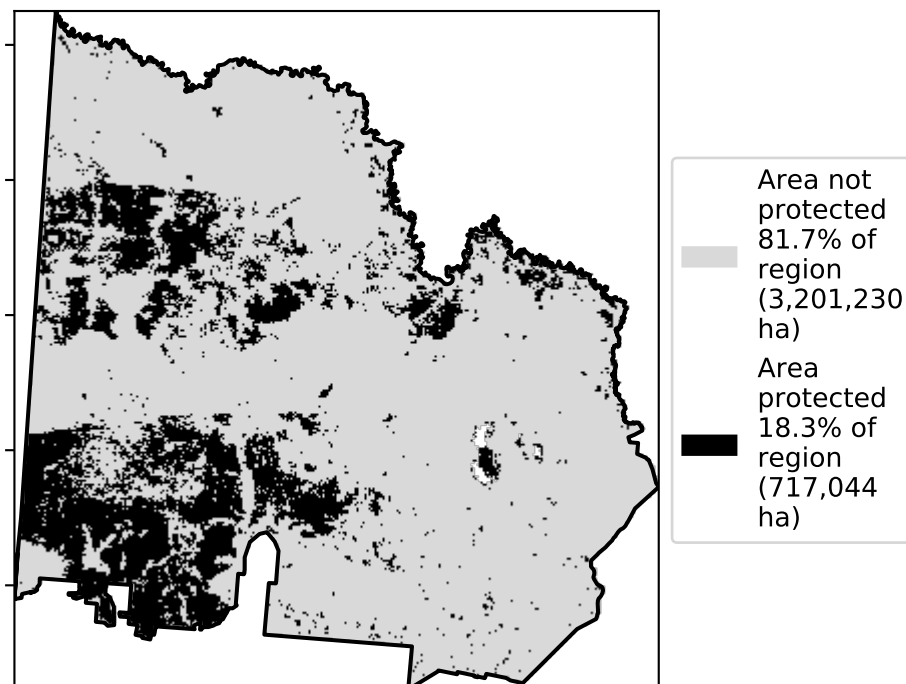 Area not
protected
81.7% of
region
(3,201,230
ha)
Area
protected
18.3% of
region
(717,044
ha)